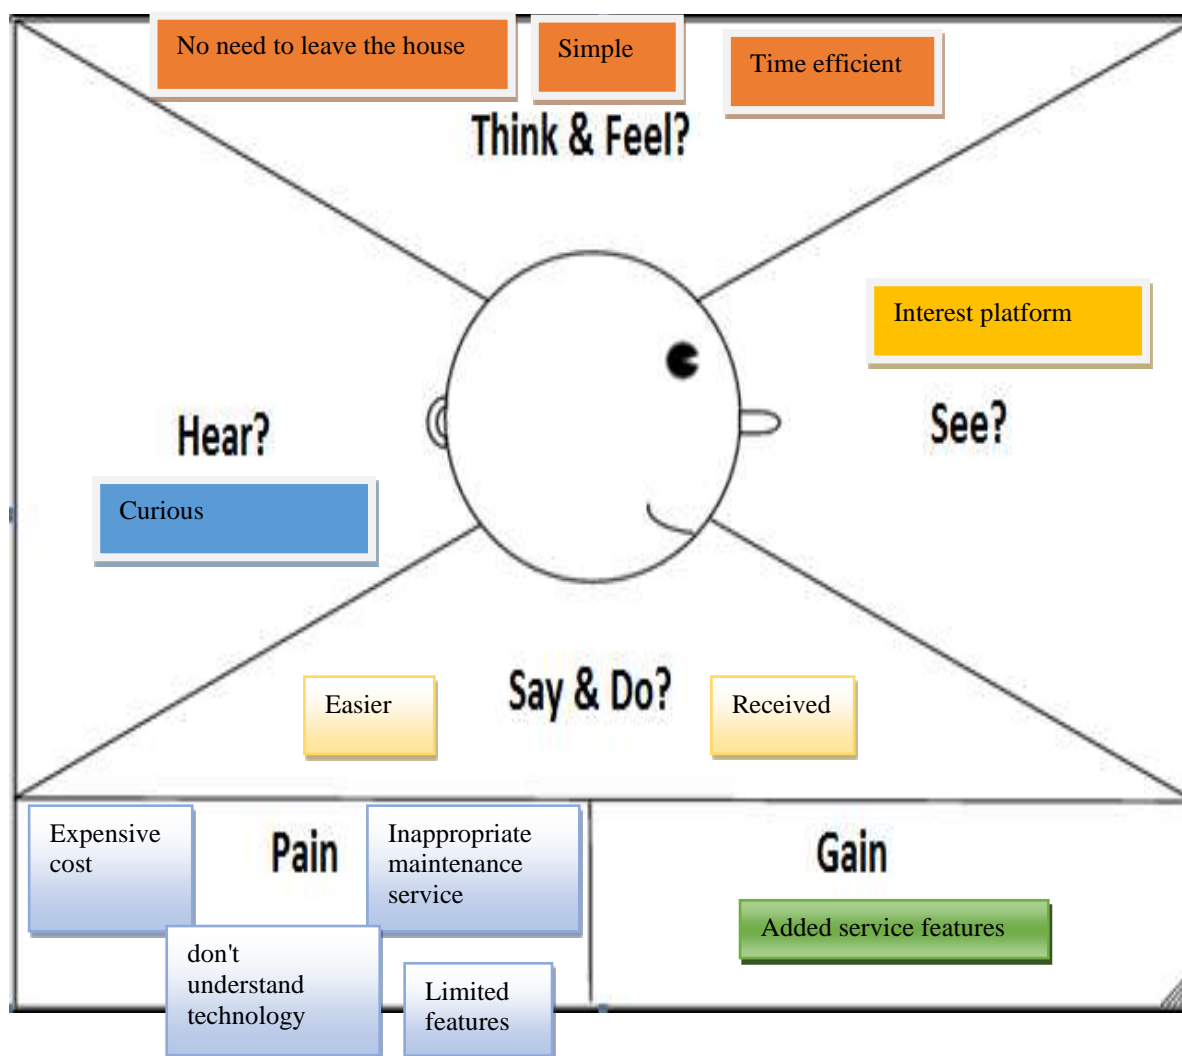 No need to leave the house
Simple
Time efficient
Think & Feel?
Interest platform
Hear?
See?
Curious
Say & Do?
Easier
Received
Pain
Expensive
cost
Inappropriate
maintenance
service
don't
understand
technology
Limited
features
Gain
Added service features